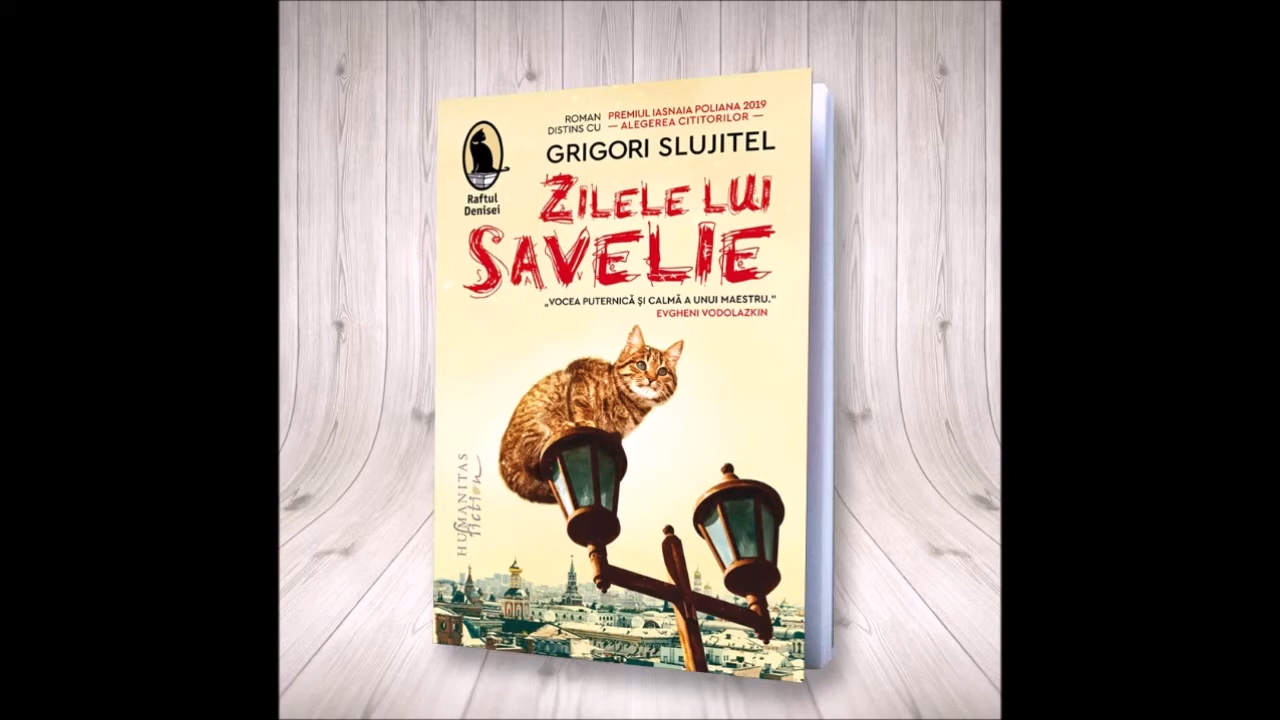 ROMAN
DISTINS CU
PREMIUL IASNAIA POLIANA 2019
— ALEGEREA CITITORILOR —
GRIGORI SLUJITEL
Raftul
Denisei
ZILELE LUI
SAVELIE
„VOCEA PUTERNICĂ ȘI CALMĂ A UNUI MAESTRU.”
EVGHENI VODOLAZKIN
HUMANITAS
fiction